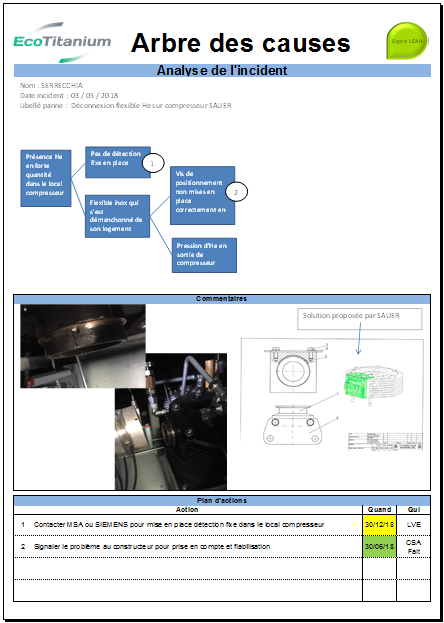 EcoTitanium
Arbre des causes
Esprit LEAN
Analyse de l'incident
Nom : SERRECCHIA
Date incident : 03 / 05 / 2018
Libellé panne : Déconnexion flexible He sur compresseur SAUER
Présence He
en forte
quantité
dans le local
compresseur
Pas de détection
fixe en place
1
Flexible inox qui
s'est
démanchonné de
son logement
Vis de
positionnement
non mises en
place
correctement en
2
Pression d'He en
sortie de
compresseur
Commentaires
Solution proposée par SAUER
Plan d'actions
Action Quand Qui
1 Contacter MSA ou SIEMENS pour mise en place détection fixe dans le local compresseur 30/12/18 LVE
2 Signaler le problème au constructeur pour prise en compte et fiabilisation 30/06/18 CSA
Fait